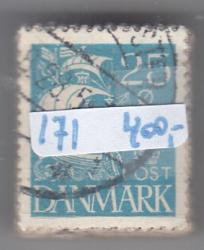 25
171 400,-
POST
DANMARK